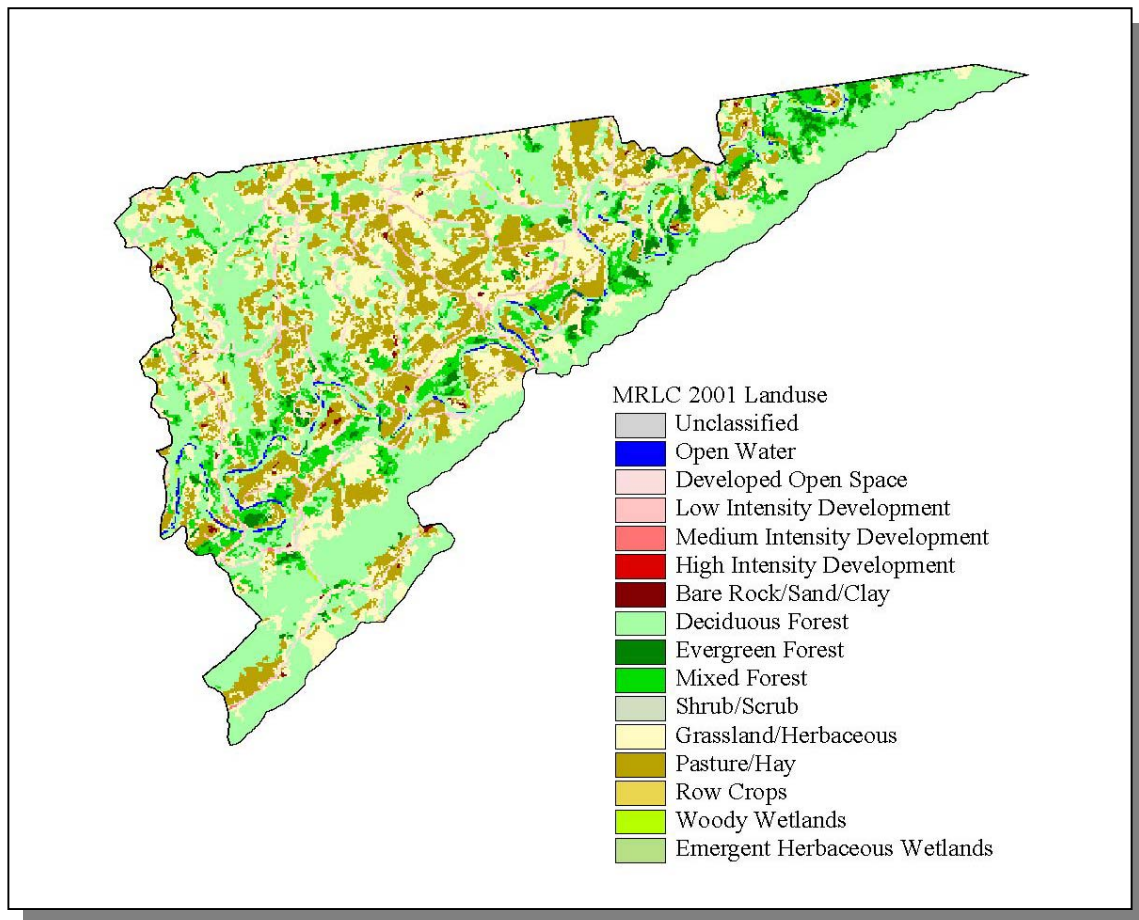 MRLC 2001 Landuse
Unclassified
Open Water
Developed Open Space
Low Intensity Development
Medium Intensity Development
High Intensity Development
Bare Rock/Sand/Clay
Deciduous Forest
Evergreen Forest
Mixed Forest
Shrub/Scrub
Grassland/Herbaceous
Pasture/Hay
Row Crops
Woody Wetlands
Emergent Herbaceous Wetlands